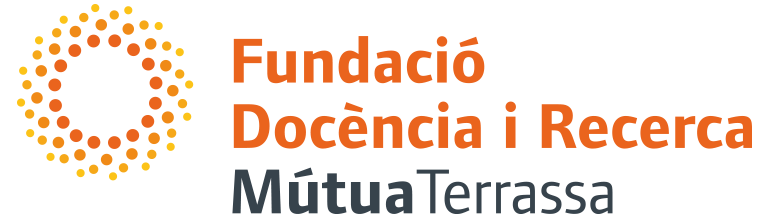 Fundació
Docència i Recerca
MútuaTerrassa